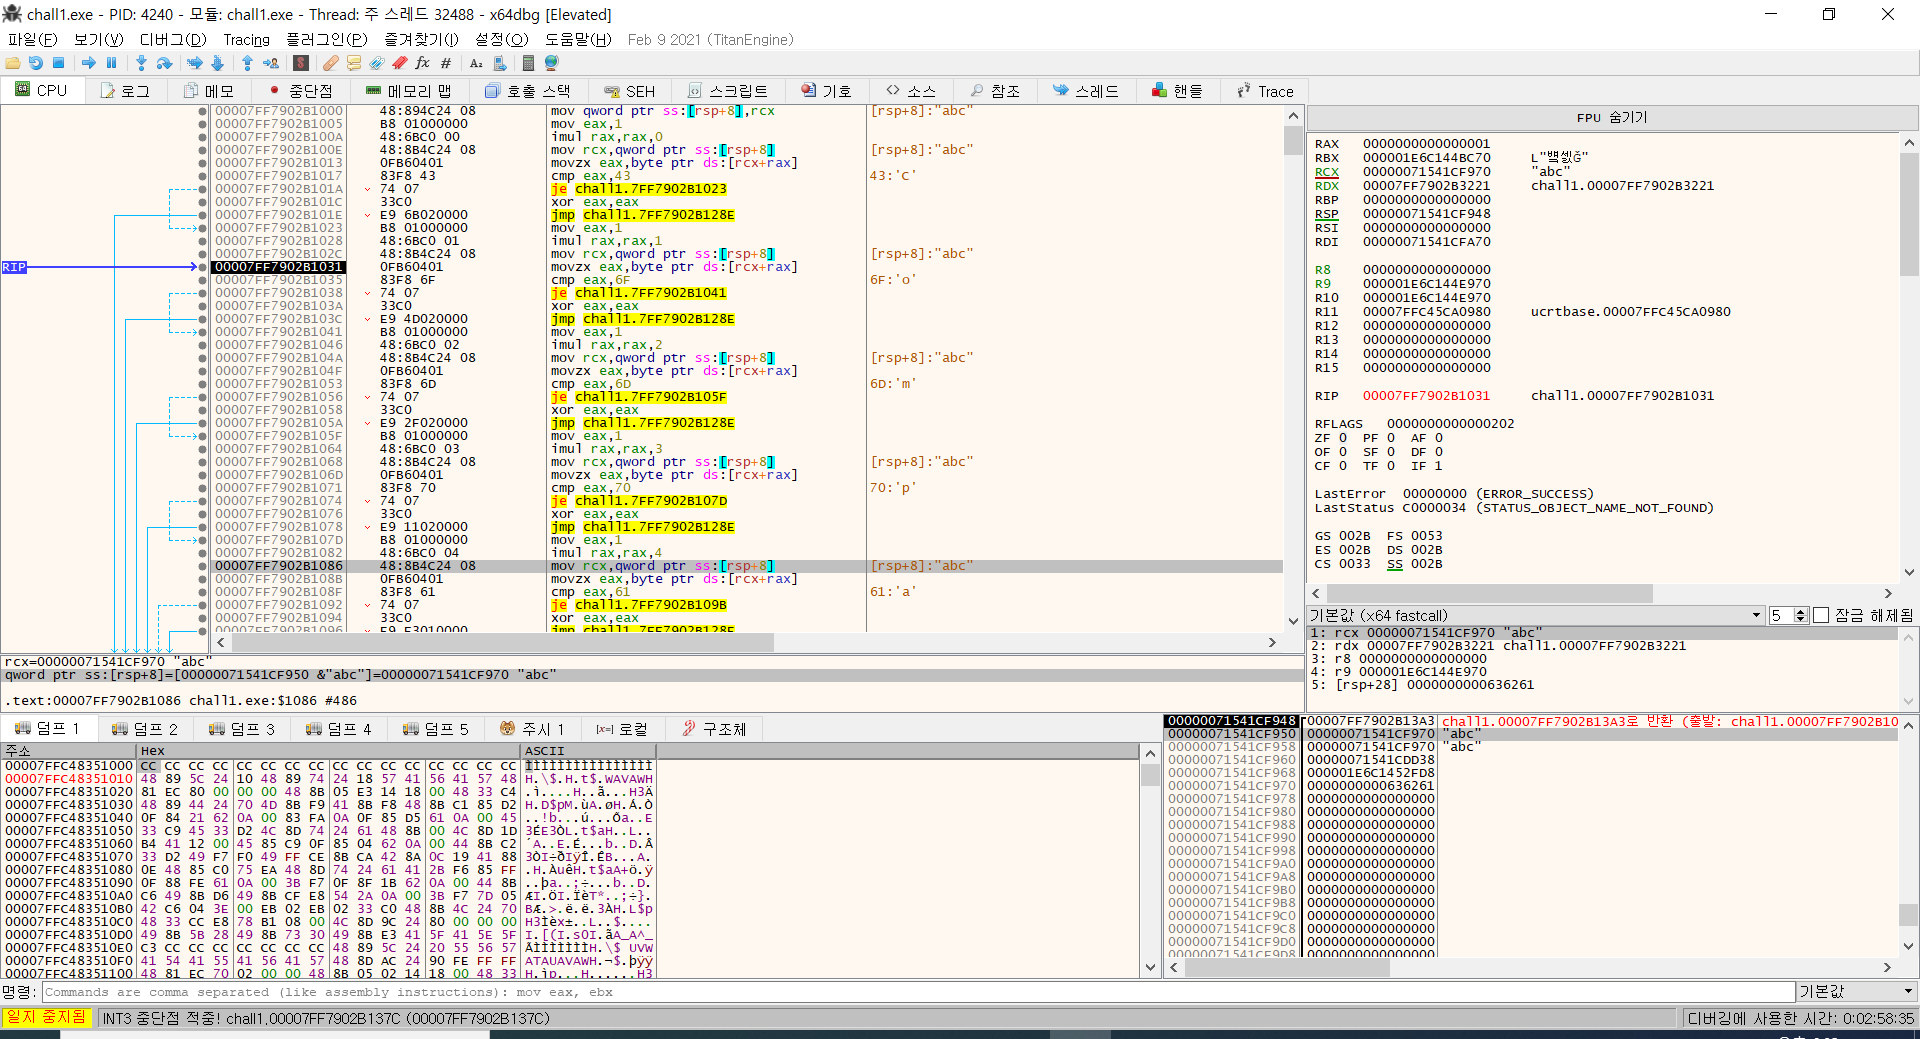 chall1.exe - PID: 4240 - 모듈: chall1.exe - Thread: 주 스레드 32488 - x64dbg [Elevated]
파일(F) 보기(V) 디버그(D) Tracing 플러그인(P) 즐겨찾기(I) 설정(O) 도움말(H) Feb 9 2021 (TitanEngine)
CPU 로그 메모 중단점 메모리 맵 호출 스택 SEH 스크립트 기호 <> 소스 참조 스레드 핸들 Trace
00007FF7902B1000 48:894C24 08 mov qword ptr ss:[rsp+8],rcx [rsp+8]:"abc"
00007FF7902B1005 B8 01000000 mov eax,1
00007FF7902B100A 48:6BC0 00 imul rax,rax,0
00007FF7902B100E 48:8B4C24 08 mov rcx,qword ptr ss:[rsp+8] [rsp+8]:"abc"
00007FF7902B1013 0FB60401 movzx eax,byte ptr ds:[rcx+rax]
00007FF7902B1017 83F8 43 cmp eax,43 43:'C'
00007FF7902B101A 74 07 je chall1.7FF7902B1023
00007FF7902B101C 33C0 xor eax,eax
00007FF7902B101E E9 6B020000 jmp chall1.7FF7902B128E
00007FF7902B1023 B8 01000000 mov eax,1
00007FF7902B1028 48:6BC0 01 imul rax,rax,1
00007FF7902B102C 48:8B4C24 08 mov rcx,qword ptr ss:[rsp+8] [rsp+8]:"abc"
RIP 00007FF7902B1031 0FB60401 movzx eax,byte ptr ds:[rcx+rax]
00007FF7902B1035 83F8 6F cmp eax,6F 6F:'o'
00007FF7902B1038 74 07 je chall1.7FF7902B1041
00007FF7902B103A 33C0 xor eax,eax
00007FF7902B103C E9 4D020000 jmp chall1.7FF7902B128E
00007FF7902B1041 B8 01000000 mov eax,1
00007FF7902B1046 48:6BC0 02 imul rax,rax,2
00007FF7902B104A 48:8B4C24 08 mov rcx,qword ptr ss:[rsp+8] [rsp+8]:"abc"
00007FF7902B104F 0FB60401 movzx eax,byte ptr ds:[rcx+rax]
00007FF7902B1053 83F8 6D cmp eax,6D 6D:'m'
00007FF7902B1056 74 07 je chall1.7FF7902B105F
00007FF7902B1058 33C0 xor eax,eax
00007FF7902B105A E9 2F020000 jmp chall1.7FF7902B128E
00007FF7902B105F B8 01000000 mov eax,1
00007FF7902B1064 48:6BC0 03 imul rax,rax,3
00007FF7902B1068 48:8B4C24 08 mov rcx,qword ptr ss:[rsp+8] [rsp+8]:"abc"
00007FF7902B106D 0FB60401 movzx eax,byte ptr ds:[rcx+rax]
00007FF7902B1071 83F8 70 cmp eax,70 70:'p'
00007FF7902B1074 74 07 je chall1.7FF7902B107D
00007FF7902B1076 33C0 xor eax,eax
00007FF7902B1078 E9 11020000 jmp chall1.7FF7902B128E
00007FF7902B107D B8 01000000 mov eax,1
00007FF7902B1082 48:6BC0 04 imul rax,rax,4
00007FF7902B1086 48:8B4C24 08 mov rcx,qword ptr ss:[rsp+8] [rsp+8]:"abc"
00007FF7902B108B 0FB60401 movzx eax,byte ptr ds:[rcx+rax]
00007FF7902B108F 83F8 61 cmp eax,61 61:'a'
00007FF7902B1092 74 07 je chall1.7FF7902B109B
00007FF7902B1094 33C0 xor eax,eax
00007FF7902B1096 E9 F3010000 jmp chall1.7FF7902B128E
FPU 숨기기
RAX 0000000000000001
RBX 000001E6C144BC70
RCX 00000071541CF970 "abc"
RDX 00007FF7902B3221 chall1.00007FF7902B3221
RBP 0000000000000000
RSP 00000071541CF948
RSI 0000000000000000
RDI 00000071541CFA70
R8 0000000000000000
R9 000001E6C144E970
R10 000001E6C144E970
R11 00007FFC45CA0980 ucrtbase.00007FFC45CA0980
R12 0000000000000000
R13 0000000000000000
R14 0000000000000000
R15 0000000000000000
RIP 00007FF7902B1031 chall1.00007FF7902B1031
RFLAGS 0000000000000202
ZF 0 PF 0 AF 0
OF 0 SF 0 DF 0
CF 0 TF 0 IF 1
LastError 00000000 (ERROR_SUCCESS)
LastStatus C0000034 (STATUS_OBJECT_NAME_NOT_FOUND)
GS 002B FS 0053
ES 002B DS 002B
CS 0033 SS 002B
기본값 (x64 fastcall) 5 잠금 해제됨
1: rcx 00000071541CF970 "abc"
2: rdx 00007FF7902B3221 chall1.00007FF7902B3221
3: r8 0000000000000000
4: r9 000001E6C144E970
5: [rsp+28] 0000000000636261
rcx=00000071541CF970 "abc"
qword ptr ss:[rsp+8]=[00000071541CF950 &"abc"]=00000071541CF970 "abc"
.text:00007FF7902B1086 chall1.exe:$1086 #486
덤프 1 덤프 2 덤프 3 덤프 4 덤프 5 주시 1 [x=] 로컬 구조체
주소 Hex ASCII
00007FFC48351000 CC CC CC CC CC CC CC CC CC CC CC CC CC CC CC CC ÌÌÌÌÌÌÌÌÌÌÌÌÌÌÌÌ
00007FFC48351010 48 89 5C 24 10 48 89 74 24 18 57 41 56 41 57 48 H.\$.H.t$.WAVAWH
00007FFC48351020 81 EC 80 00 00 00 48 8B 05 E3 14 18 00 48 33 C4 .ì....H..ã...H3Ä
00007FFC48351030 48 89 44 24 70 4D 8B F9 41 8B F8 48 8B C1 85 D2 H.D$pM.ùA.øH.Á.Ò
00007FFC48351040 0F 84 21 62 0A 00 83 FA 0A 0F 85 D5 61 0A 00 45 ..!b...ú...Õa..E
00007FFC48351050 33 C9 45 33 D2 4C 8D 74 24 61 48 8B 00 4C 8D 1D 3ÉE3ÒL.t$aH..L..
00007FFC48351060 B4 41 12 00 45 85 C9 0F 85 04 62 0A 00 44 8B C2 ´A..E.É...b..D.Â
00007FFC48351070 33 D2 49 F7 F0 49 FF CE 8B CA 42 8A 0C 19 41 88 3ÒI÷ðIÿÎ.ÊB...A.
00007FFC48351080 0E 48 85 C0 75 EA 48 8D 74 24 61 41 2B F6 85 FF .H.ÀuêH.t$aA+ö.ÿ
00007FFC48351090 0F 88 FE 61 0A 00 3B F7 0F 8F 1B 62 0A 00 44 8B ..þa..;÷...b..D.
00007FFC483510A0 C6 49 8B D6 49 8B CF E8 54 2A 0A 00 3B F7 7D 05 ÆI.ÖI.ÏèT*..;÷}.
00007FFC483510B0 42 C6 04 3E 00 EB 02 EB 02 33 C0 48 8B 4C 24 70 BÆ.>.ë.ë.3ÀH.L$p
00007FFC483510C0 48 33 CC E8 78 B1 08 00 4C 8D 9C 24 80 00 00 00 H3Ìèx±..L..$....
00007FFC483510D0 49 8B 5B 28 49 8B 73 30 49 8B E3 41 5F 41 5E 5F I.[(I.s0I.ãA_A^_
00007FFC483510E0 C3 CC CC CC CC CC CC CC 48 89 5C 24 20 55 56 57 ÃÌÌÌÌÌÌÌH.\$ UVW
00007FFC483510F0 41 54 41 55 41 56 41 57 48 8D AC 24 90 FE FF FF ATAUAVAWH.¬$.þÿÿ
00007FFC48351100 48 81 EC 70 02 00 00 48 8B 05 02 14 18 00 48 33 H.ìp...H......H3
00000071541CF948 00007FF7902B13A3 chall1.00007FF7902B13A3로 반환 (출발: chall1.00007FF7902B10
00000071541CF950 00000071541CF970 "abc"
00000071541CF958 00000071541CF970 "abc"
00000071541CF960 00000071541CDD38
00000071541CF968 000001E6C1452FD8
00000071541CF970 0000000000636261
00000071541CF978 0000000000000000
00000071541CF980 0000000000000000
00000071541CF988 0000000000000000
00000071541CF990 0000000000000000
00000071541CF998 0000000000000000
00000071541CF9A0 0000000000000000
00000071541CF9A8 0000000000000000
00000071541CF9B0 0000000000000000
00000071541CF9B8 0000000000000000
00000071541CF9C0 0000000000000000
00000071541CF9C8 0000000000000000
00000071541CF9D0 0000000000000000
00000071541CF9D8 0000000000000000
명령: Commands are comma separated (like assembly instructions): mov eax, ebx 기본값
일시 중지됨 INT3 중단점 적중! chall1.00007FF7902B137C (00007FF7902B137C) 디버깅에 사용한 시간: 0:02:58:35